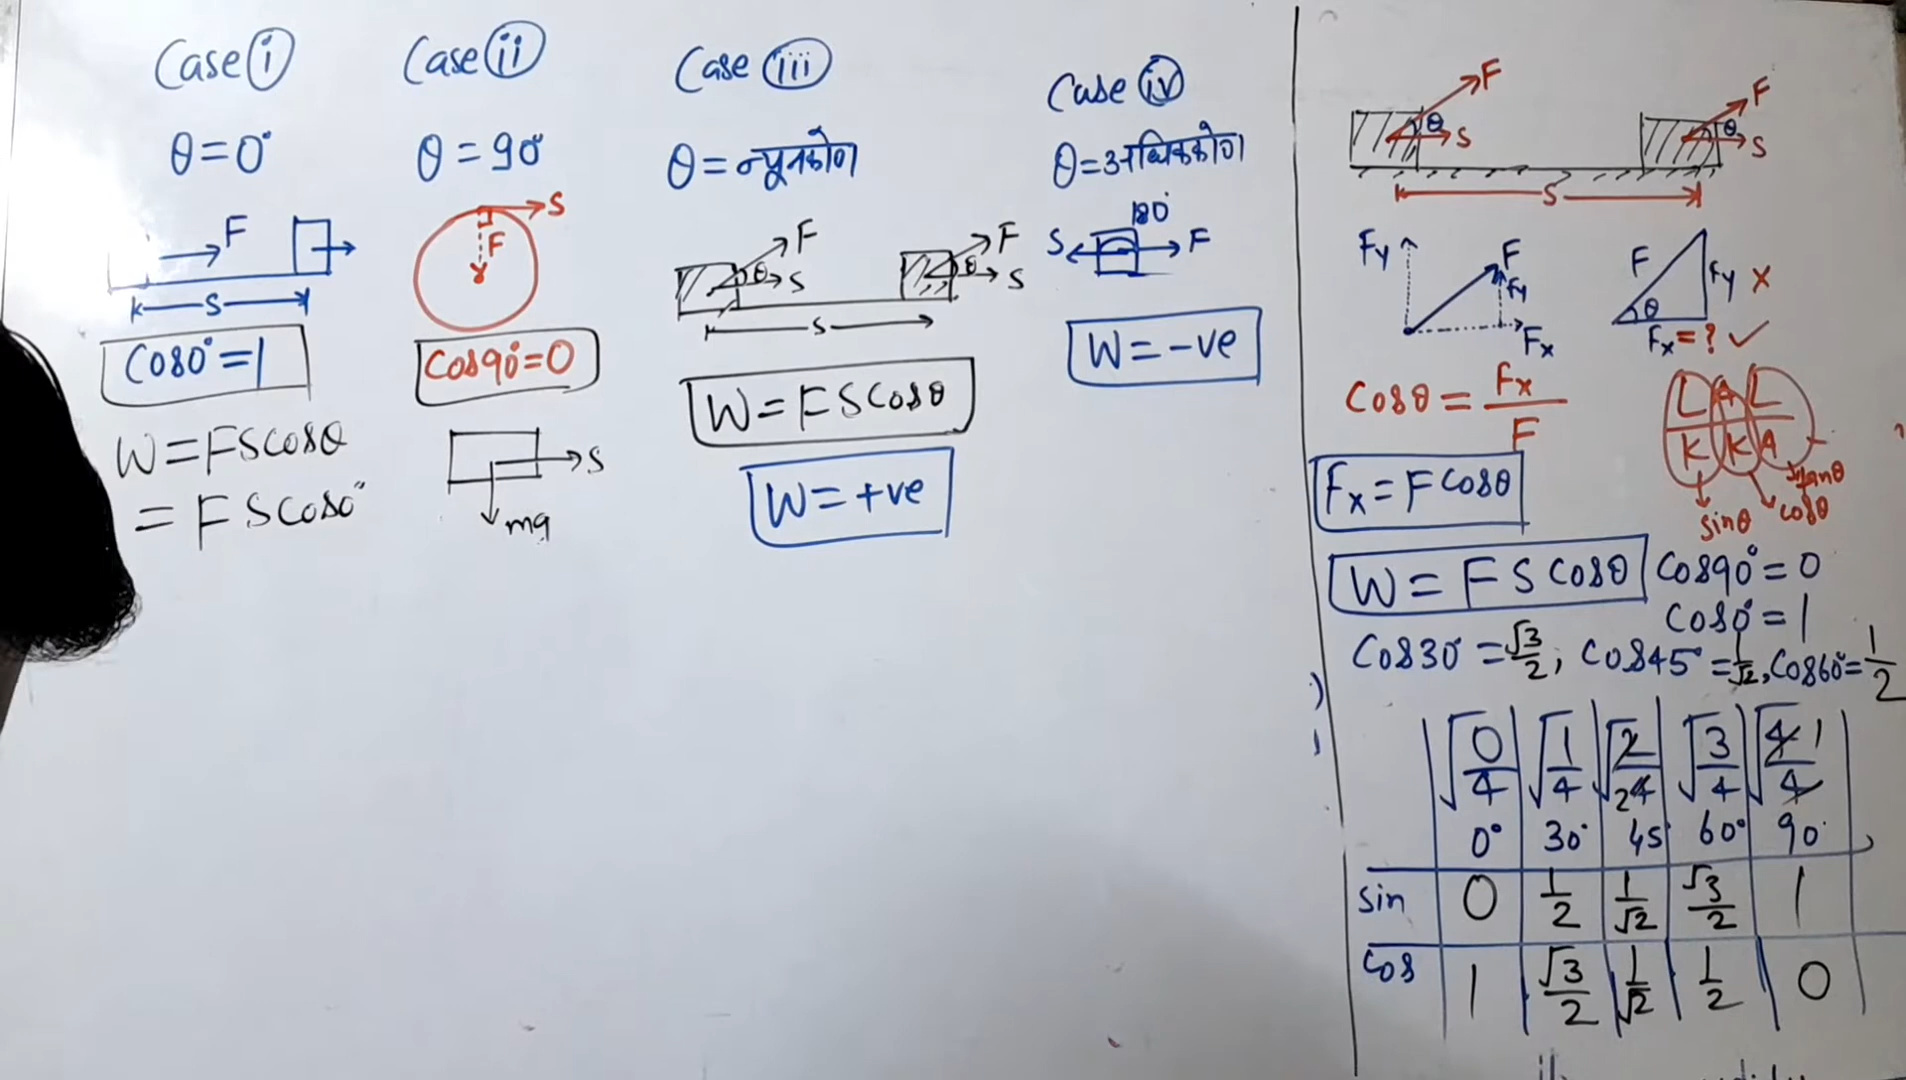 Case (i)
θ = 0°
F
S
Cos0° = 1
W = FScosθ
= FScos0°
Case (ii)
θ = 90°
S
F
Cos90° = 0
S
mg
Case (iii)
θ = न्यूनकोण
F
θ
S
F
θ
S
S
W = FScosθ
W = +ve
Case (iv)
θ = अधिककोण
180°
S
F
W = -ve
F
θ
S
F
θ
S
S
Fy
F
Fy
Fx
F
θ
Fy ×
Fx = ? ✓
Cosθ = Fx/F
L A L
K K A
sinθ
cosθ
tanθ
Fx = Fcosθ
W = FScosθ
Cos90° = 0
Cos0° = 1
Cos30° = √3/2, Cos45° = 1/√2, Cos60° = 1/2
√0/4 √1/4 √2/4 2 √3/4 √4/4 1
0° 30° 45 60° 90°
sin 0 1/2 1/√2 √3/2 1
cos 1 √3/2 1/√2 1/2 0